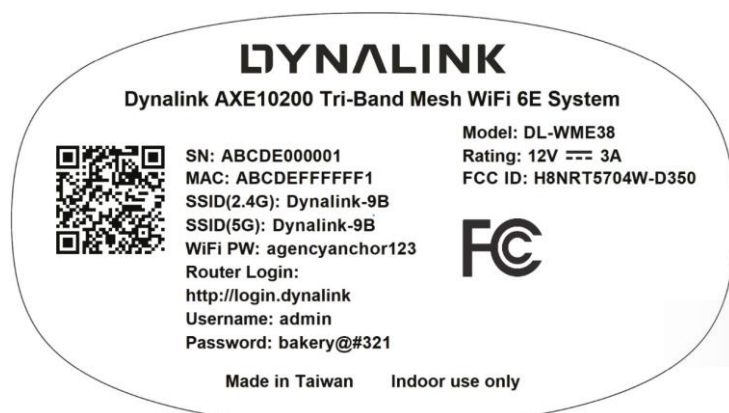 DYNALINK
Dynalink AXE10200 Tri-Band Mesh WiFi 6E System
Model: DL-WME38
Rating: 12V ⎓ 3A
FCC ID: H8NRT5704W-D350
SN: ABCDE000001
MAC: ABCDEFFFFFF1
SSID(2.4G): Dynalink-9B
SSID(5G): Dynalink-9B
WiFi PW: agencyanchor123
Router Login:
http://login.dynalink
Username: admin
Password: bakery@#321
FC
Made in Taiwan Indoor use only